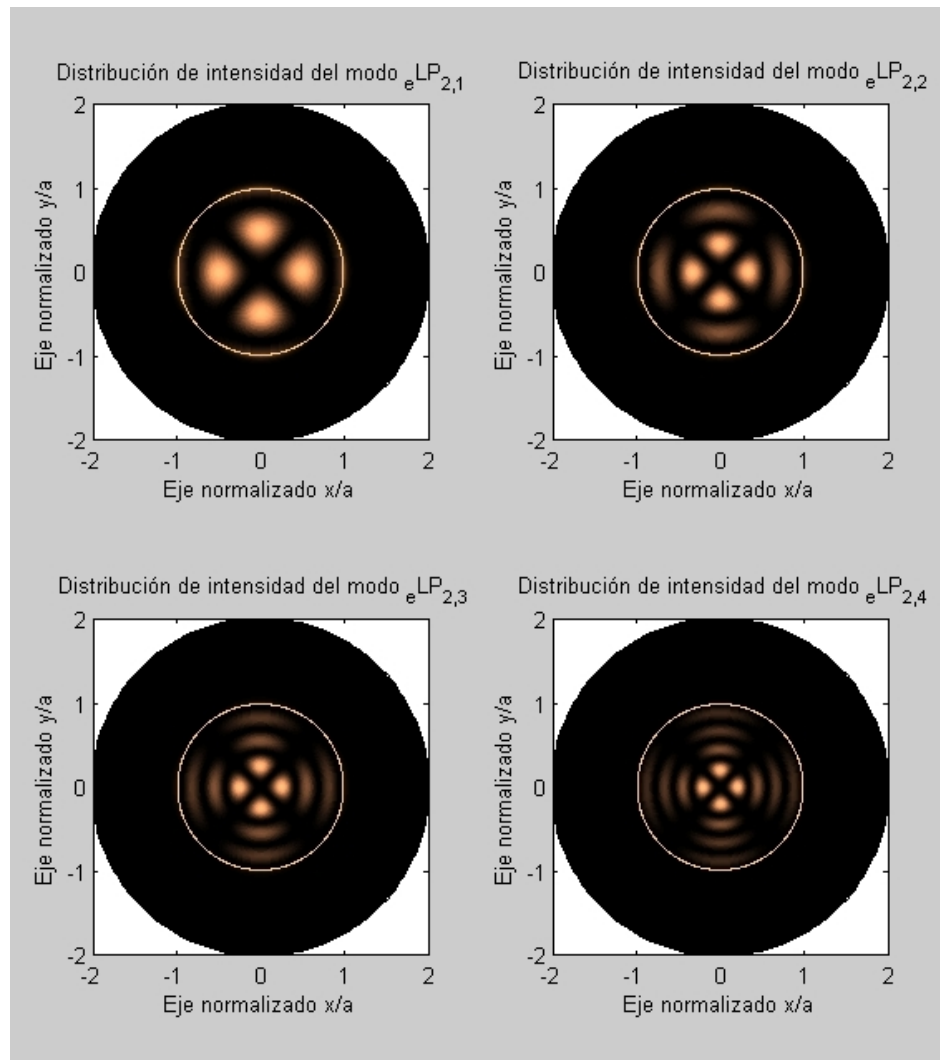 Distribución de intensidad del modo eLP2,1
2
1
0
-1
-2
Eje normalizado y/a
-2 -1 0 1 2
Eje normalizado x/a
Distribución de intensidad del modo eLP2,2
2
1
0
-1
-2
Eje normalizado y/a
-2 -1 0 1 2
Eje normalizado x/a
Distribución de intensidad del modo eLP2,3
2
1
0
-1
-2
Eje normalizado y/a
-2 -1 0 1 2
Eje normalizado x/a
Distribución de intensidad del modo eLP2,4
2
1
0
-1
-2
Eje normalizado y/a
-2 -1 0 1 2
Eje normalizado x/a